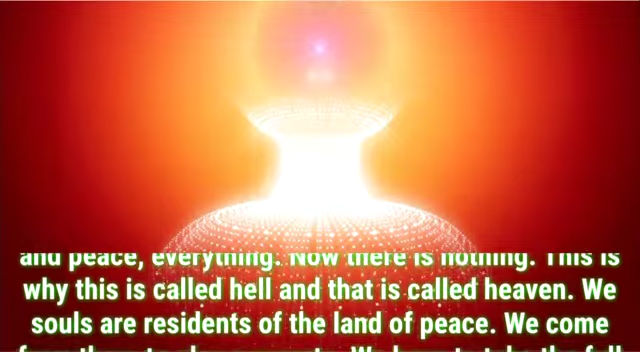 and peace, everything. Now there is nothing. This is
why this is called hell and that is called heaven. We
souls are residents of the land of peace. We come